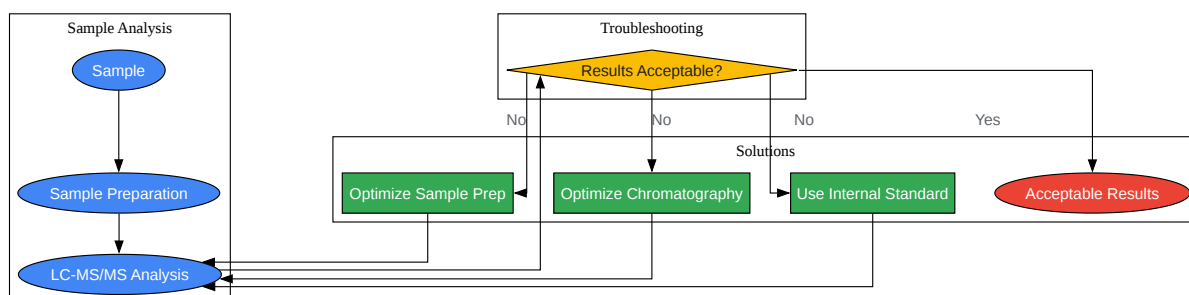 Sample Analysis
Troubleshooting
Sample
Results Acceptable?
No
No
No
Yes
Solutions
Sample Preparation
Optimize Sample Prep
Optimize Chromatography
Use Internal Standard
Acceptable Results
LC-MS/MS Analysis